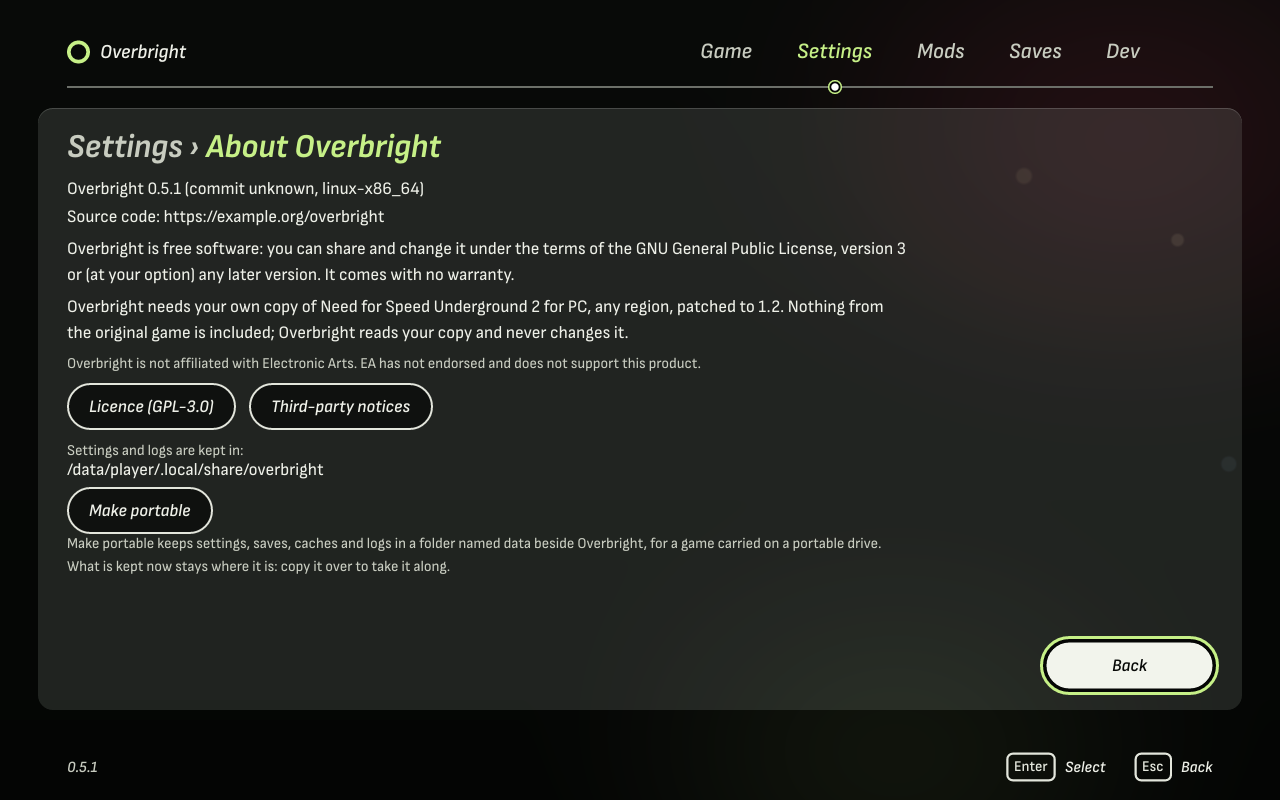 Overbright
Game Settings Mods Saves Dev
Settings › About Overbright
Overbright 0.5.1 (commit unknown, linux-x86_64)
Source code: https://example.org/overbright
Overbright is free software: you can share and change it under the terms of the GNU General Public License, version 3
or (at your option) any later version. It comes with no warranty.
Overbright needs your own copy of Need for Speed Underground 2 for PC, any region, patched to 1.2. Nothing from
the original game is included; Overbright reads your copy and never changes it.
Overbright is not affiliated with Electronic Arts. EA has not endorsed and does not support this product.
Licence (GPL-3.0) Third-party notices
Settings and logs are kept in:
/data/player/.local/share/overbright
Make portable
Make portable keeps settings, saves, caches and logs in a folder named data beside Overbright, for a game carried on a portable drive.
What is kept now stays where it is: copy it over to take it along.
Back
0.5.1 Enter Select Esc Back